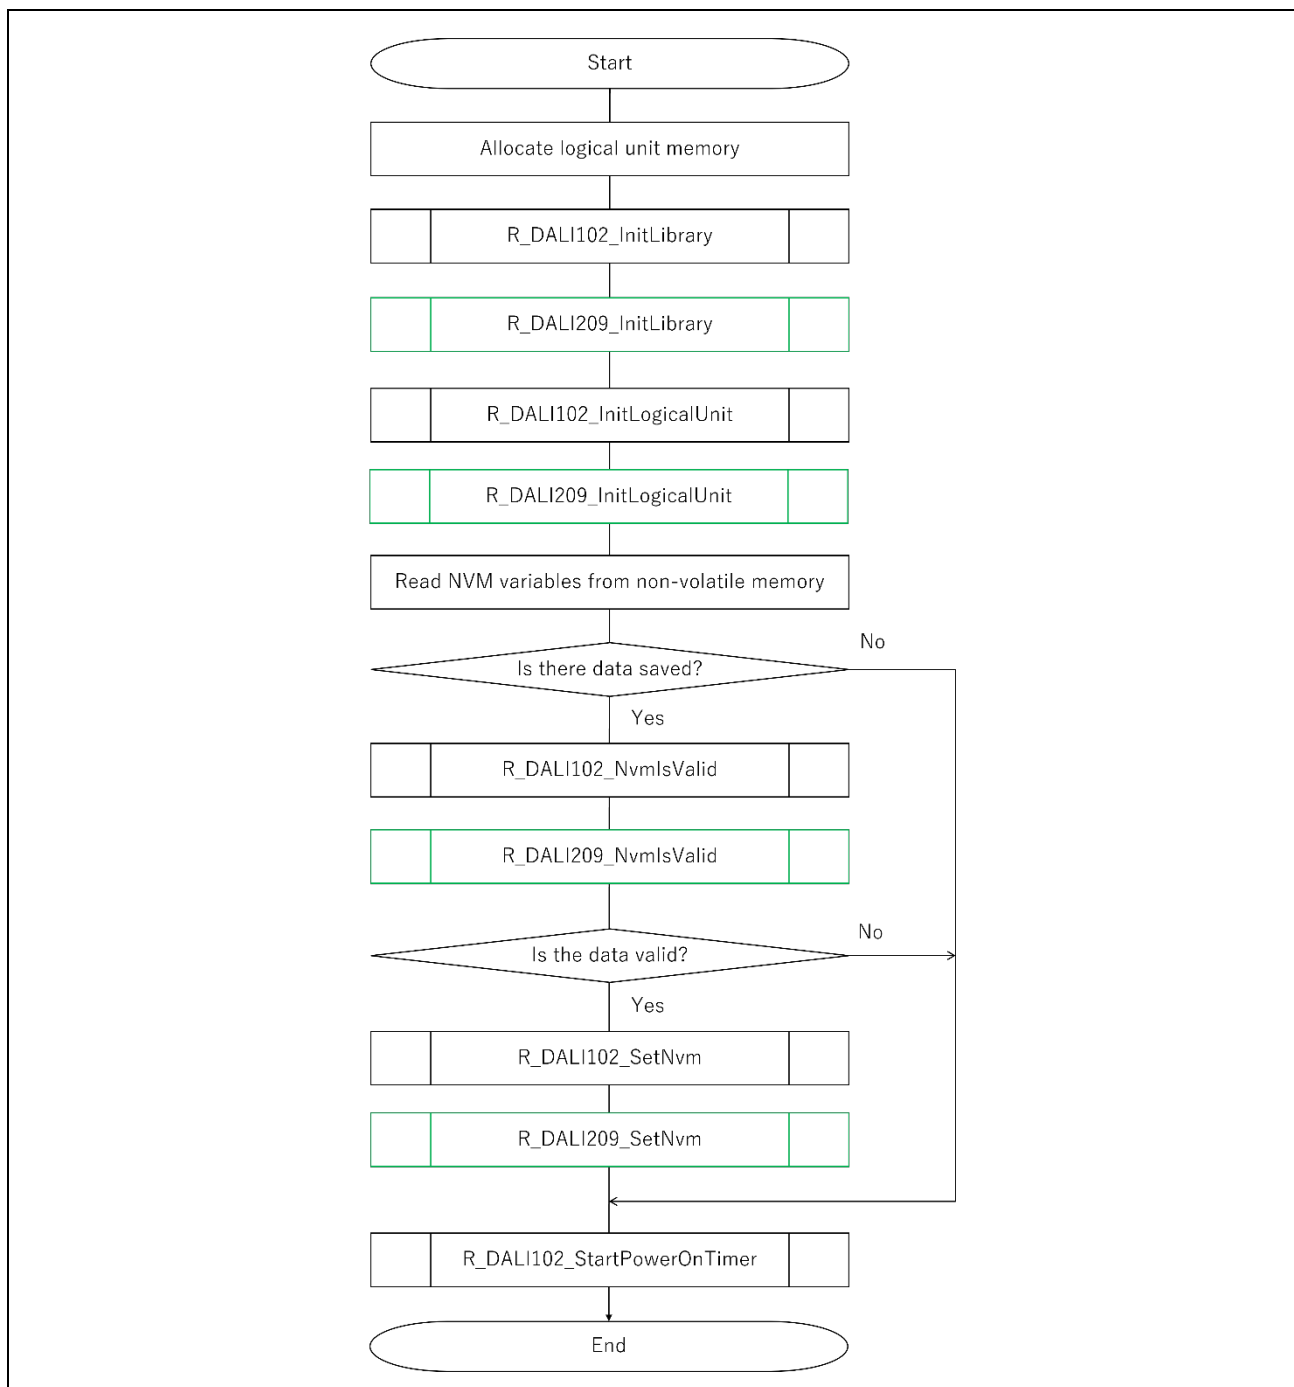 Start
Allocate logical unit memory
R_DALI102_InitLibrary
R_DALI209_InitLibrary
R_DALI102_InitLogicalUnit
R_DALI209_InitLogicalUnit
Read NVM variables from non-volatile memory
No
Is there data saved?
Yes
R_DALI102_NvmIsValid
R_DALI209_NvmIsValid
No
Is the data valid?
Yes
R_DALI102_SetNvm
R_DALI209_SetNvm
R_DALI102_StartPowerOnTimer
End